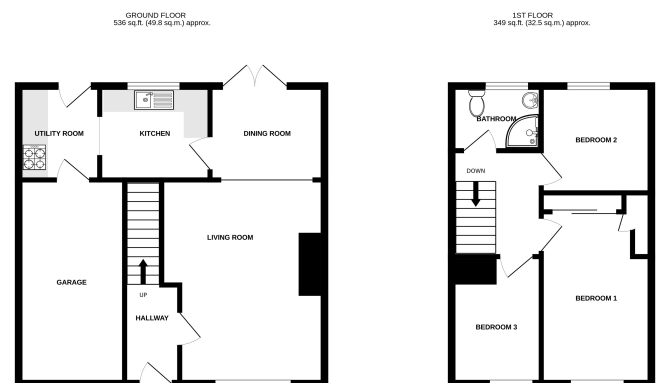 GROUND FLOOR
536 sq.ft. (49.8 sq.m.) approx.
1ST FLOOR
349 sq.ft. (32.5 sq.m.) approx.
UTILITY ROOM
KITCHEN
DINING ROOM
LIVING ROOM
GARAGE
UP
HALLWAY
BATHROOM
BEDROOM 2
DOWN
BEDROOM 1
BEDROOM 3